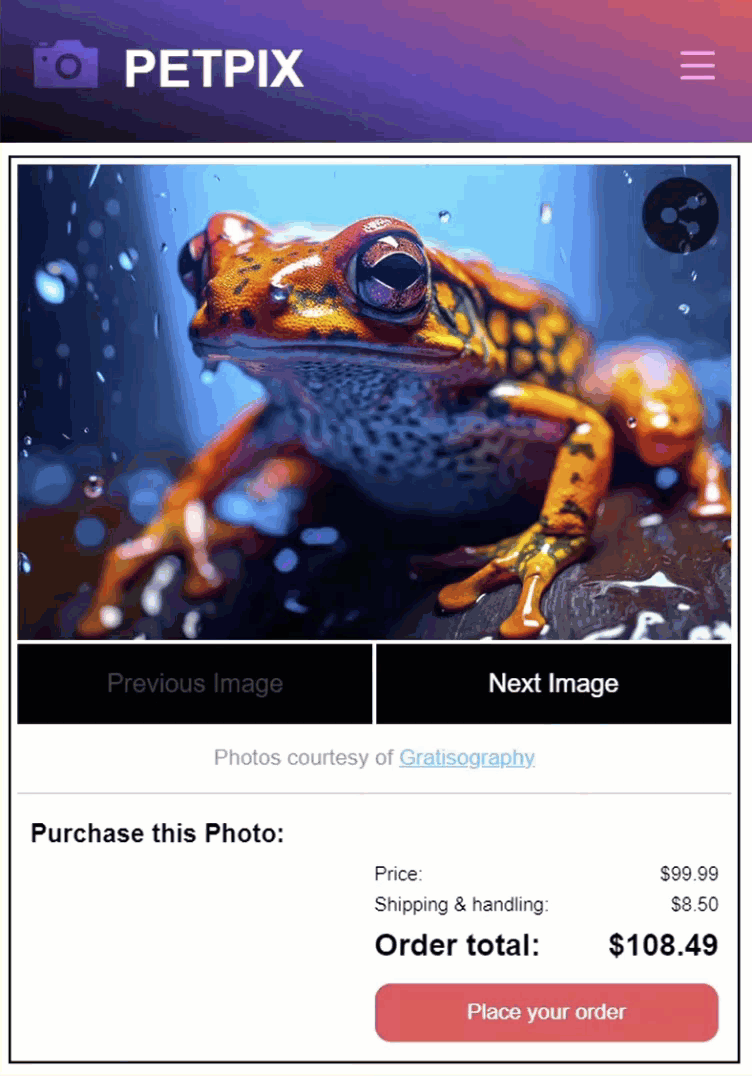 PETPIX
Previous Image
Next Image
Photos courtesy of Gratisography
Purchase this Photo:
Price: $99.99
Shipping & handling: $8.50
Order total: $108.49
Place your order